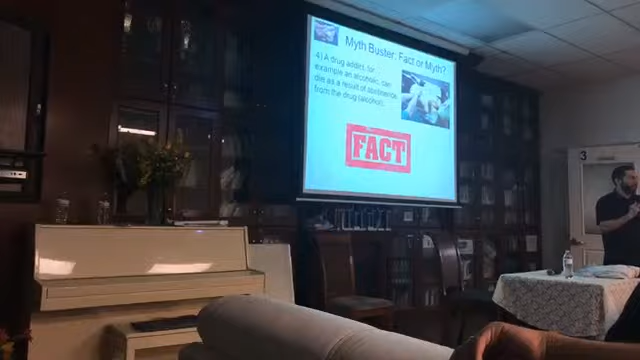 Myth Buster: Fact or Myth?
4) A drug addict, for
example an alcoholic, can
die as a result of abstinence
from the drug (alcohol).
FACT
3